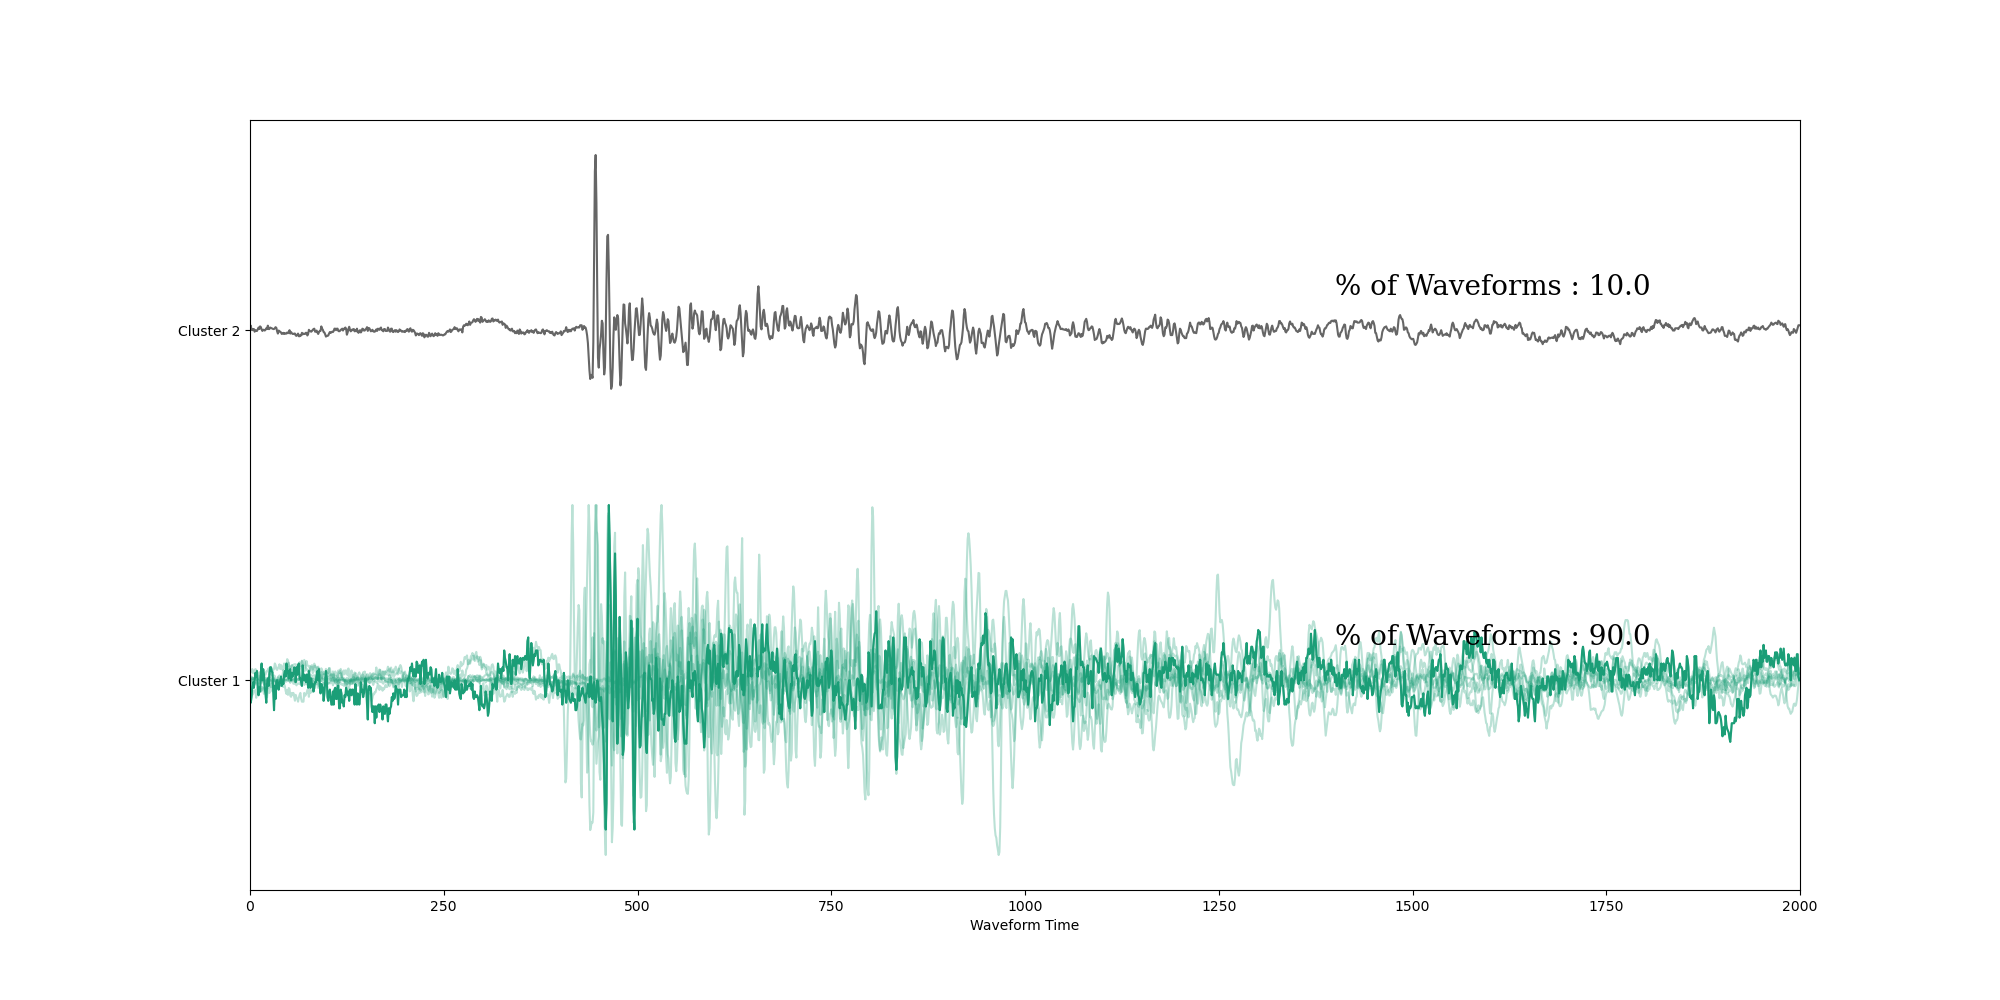 % of Waveforms : 10.0
Cluster 2
% of Waveforms : 90.0
Cluster 1
0 250 500 750 1000 1250 1500 1750 2000
Waveform Time